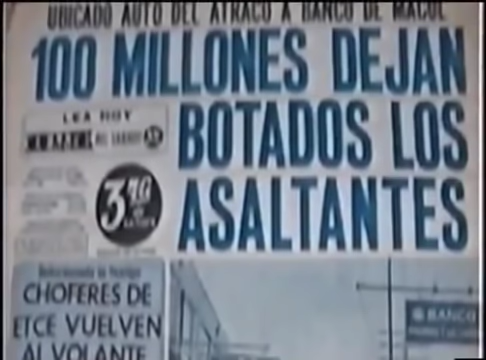 UBICADO AUTO DEL ATRACO A BANCO DE MACUL
100 MILLONES DEJAN
BOTADOS LOS
ASALTANTES
LEA HOY
3ra
CHOFERES DE
ETCE VUELVEN
AL VOLANTE
BANCO